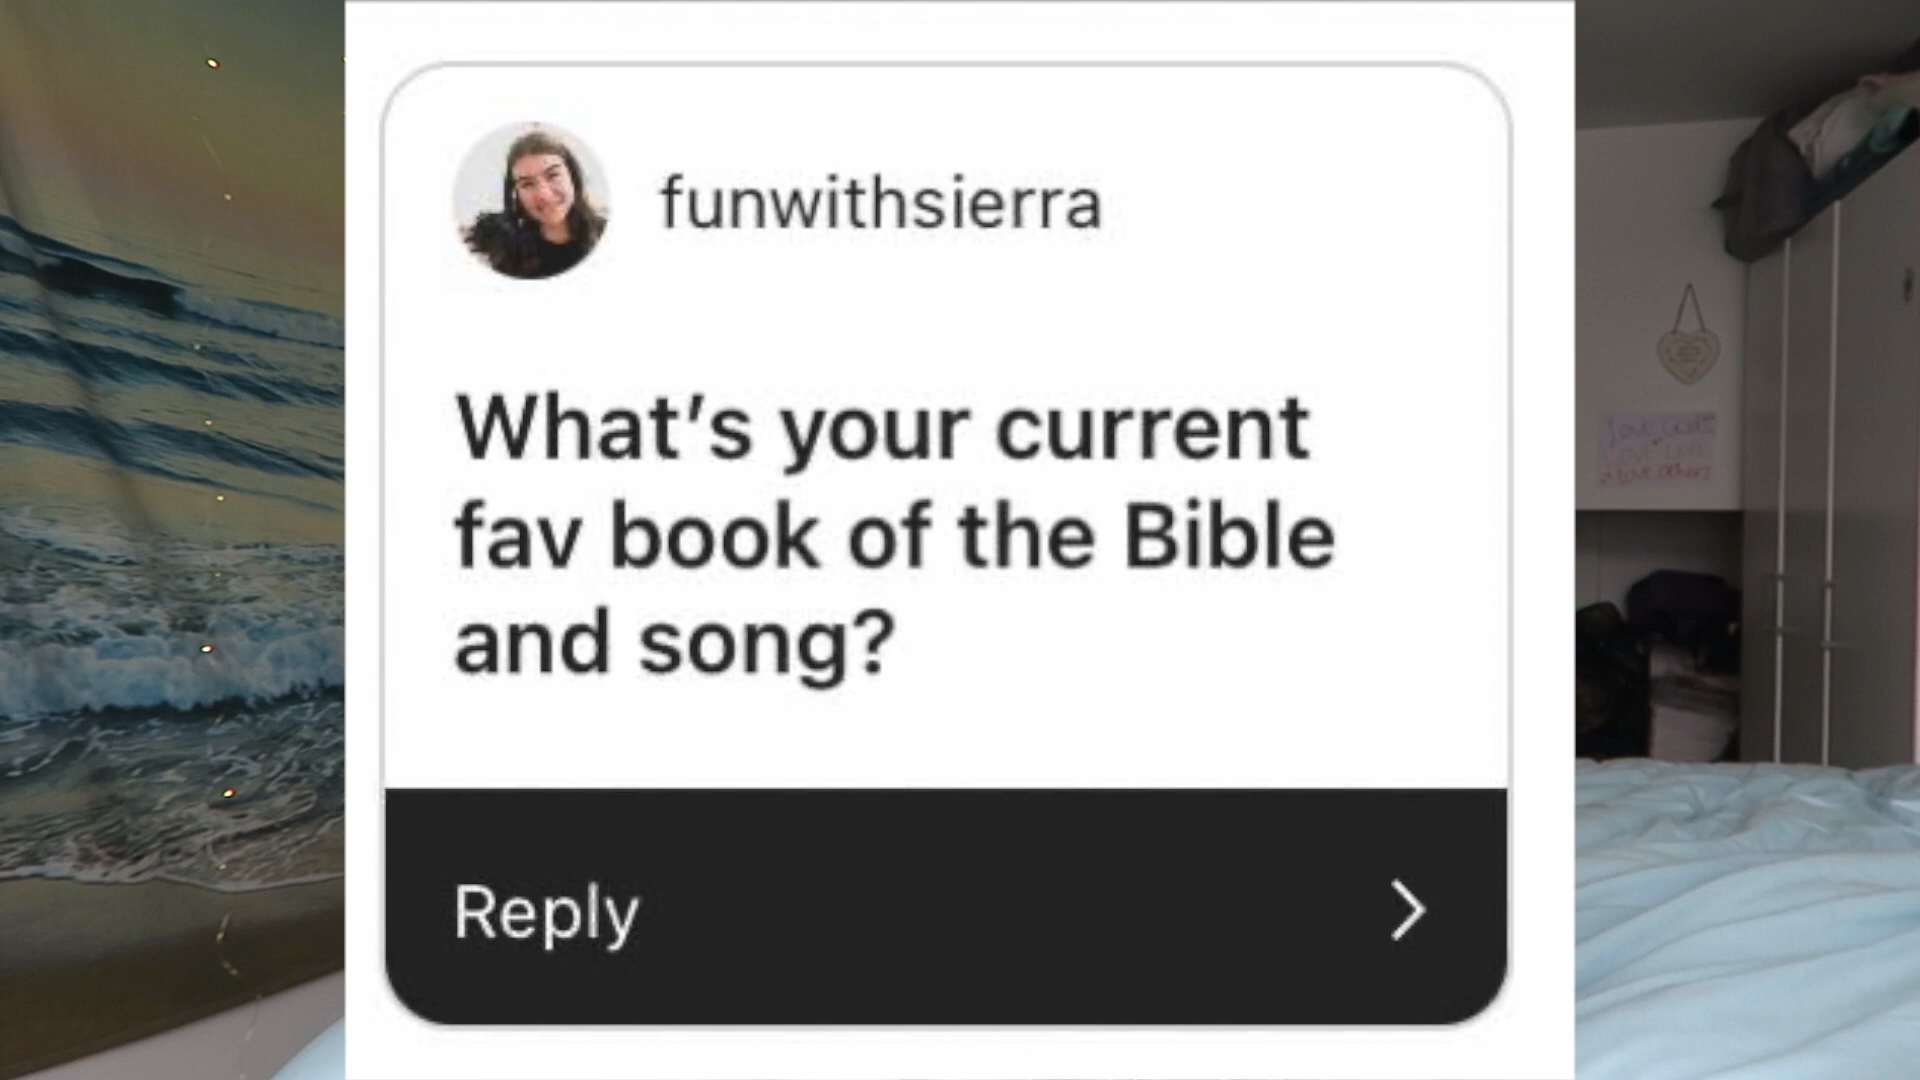 funwithsierra
What's your current
fav book of the Bible
and song?
Reply